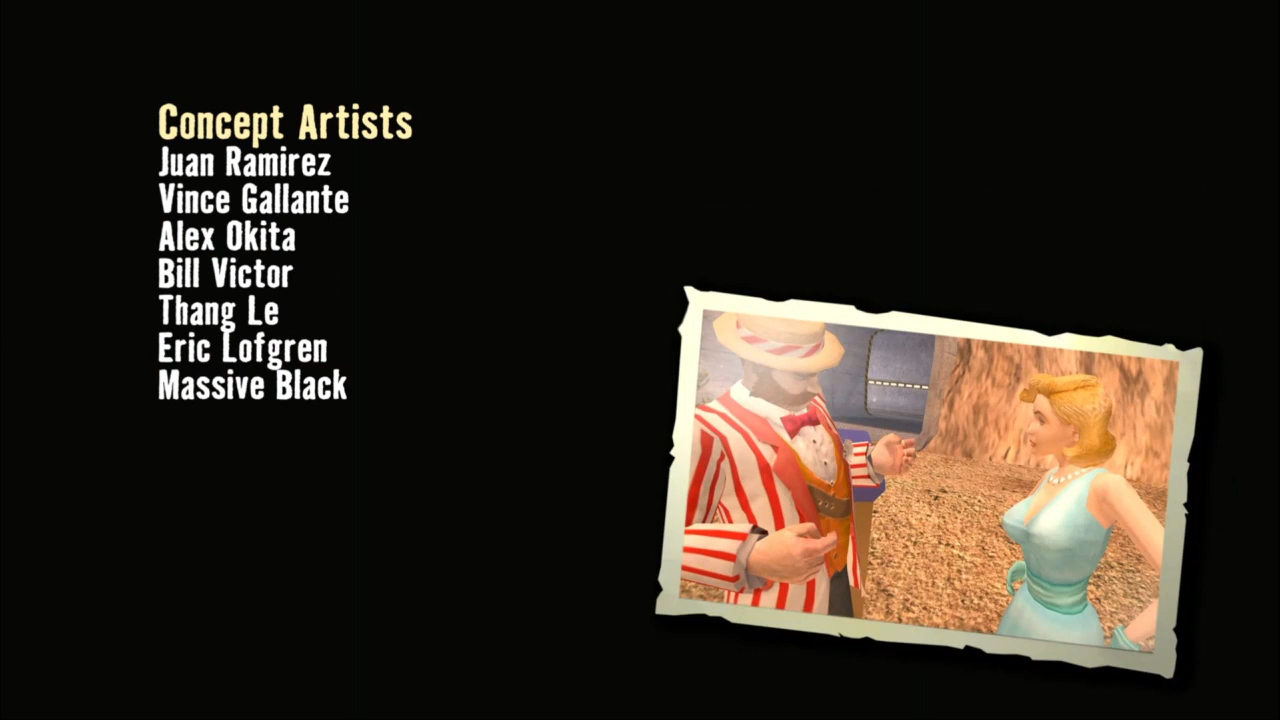 Concept Artists
Juan Ramirez
Vince Gallante
Alex Okita
Bill Victor
Thang Le
Eric Lofgren
Massive Black